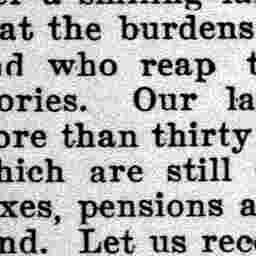 at the burdens
who reap
ories. Our la
ore than thirty
hich are still
xes, pensions a
nd. Let us rec